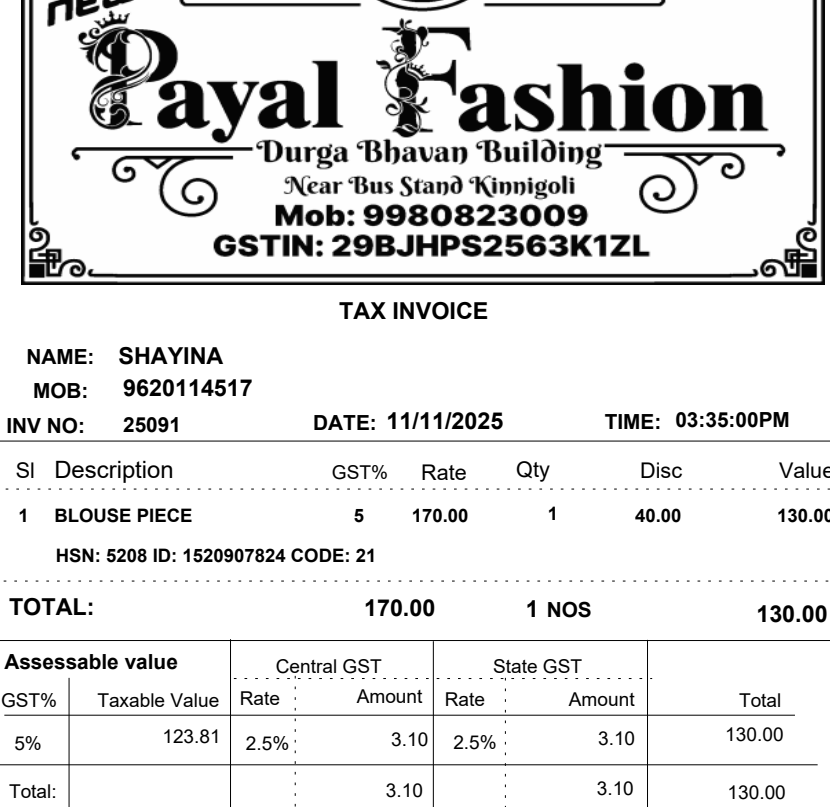 new
Payal Fashion
Durga Bhavan Building
Near Bus Stand Kinnigoli
Mob: 9980823009
GSTIN: 29BJHPS2563K1ZL
TAX INVOICE
NAME: SHAYINA
MOB: 9620114517
INV NO: 25091 DATE: 11/11/2025 TIME: 03:35:00PM
Sl Description GST% Rate Qty Disc Value
1 BLOUSE PIECE 5 170.00 1 40.00 130.00
HSN: 5208 ID: 1520907824 CODE: 21
TOTAL: 170.00 1 NOS 130.00
Assessable value Central GST State GST
GST% Taxable Value Rate Amount Rate Amount Total
5% 123.81 2.5% 3.10 2.5% 3.10 130.00
Total: 3.10 3.10 130.00